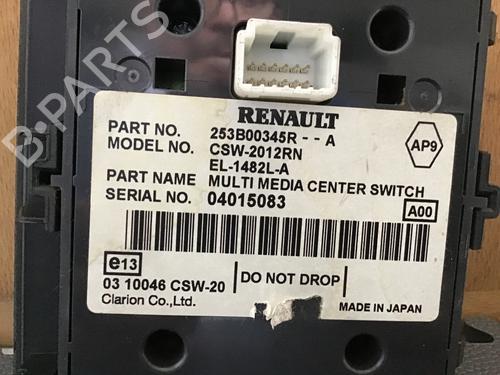 RENAULT
PART NO. 253B00345R - - A
MODEL NO. CSW-2012RN
EL-1482L-A
AP9
PART NAME MULTI MEDIA CENTER SWITCH
SERIAL NO. 04015083
A00
e13
03 10046 CSW-20
DO NOT DROP
Clarion Co.,Ltd.
MADE IN JAPAN
B-PARTS